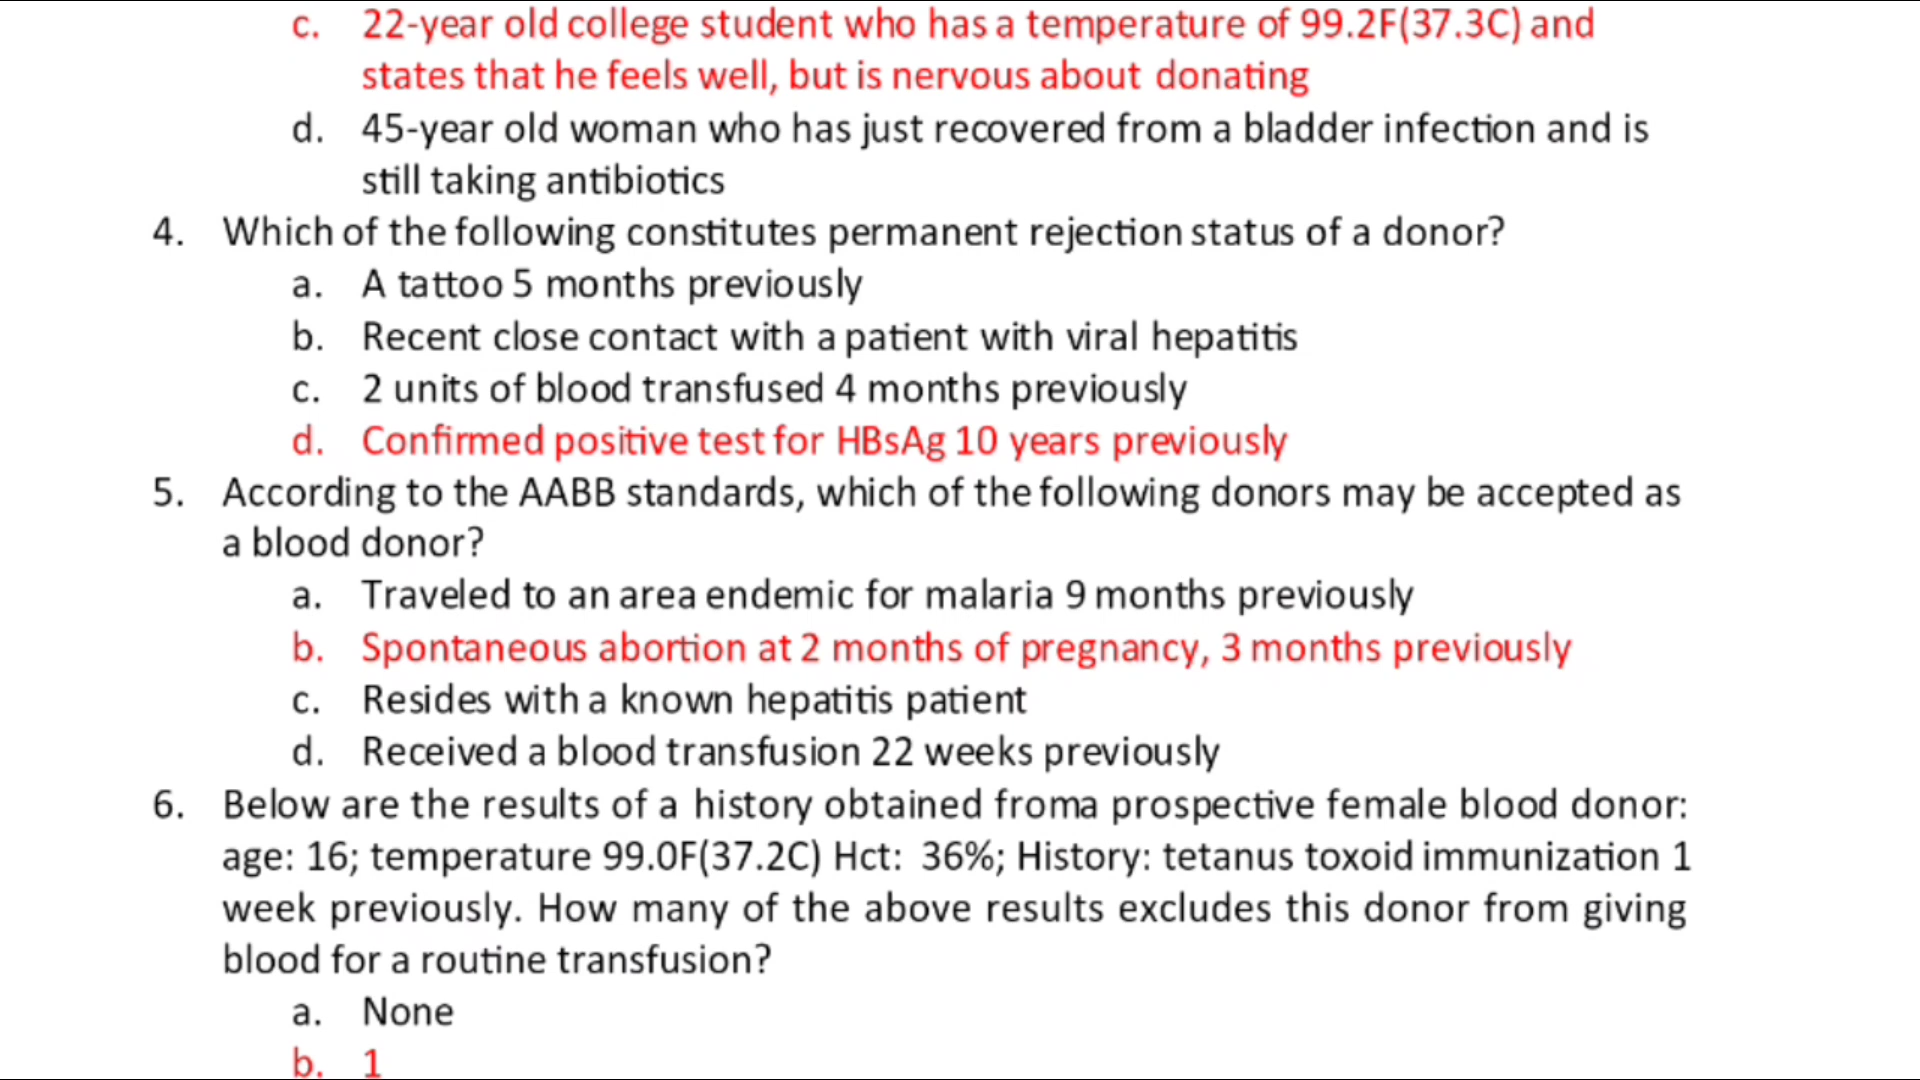 c. 22-year old college student who has a temperature of 99.2F(37.3C) and
states that he feels well, but is nervous about donating
d. 45-year old woman who has just recovered from a bladder infection and is
still taking antibiotics
4. Which of the following constitutes permanent rejection status of a donor?
a. A tattoo 5 months previously
b. Recent close contact with a patient with viral hepatitis
c. 2 units of blood transfused 4 months previously
d. Confirmed positive test for HBsAg 10 years previously
5. According to the AABB standards, which of the following donors may be accepted as
a blood donor?
a. Traveled to an area endemic for malaria 9 months previously
b. Spontaneous abortion at 2 months of pregnancy, 3 months previously
c. Resides with a known hepatitis patient
d. Received a blood transfusion 22 weeks previously
6. Below are the results of a history obtained froma prospective female blood donor:
age: 16; temperature 99.0F(37.2C) Hct: 36%; History: tetanus toxoid immunization 1
week previously. How many of the above results excludes this donor from giving
blood for a routine transfusion?
a. None
b. 1